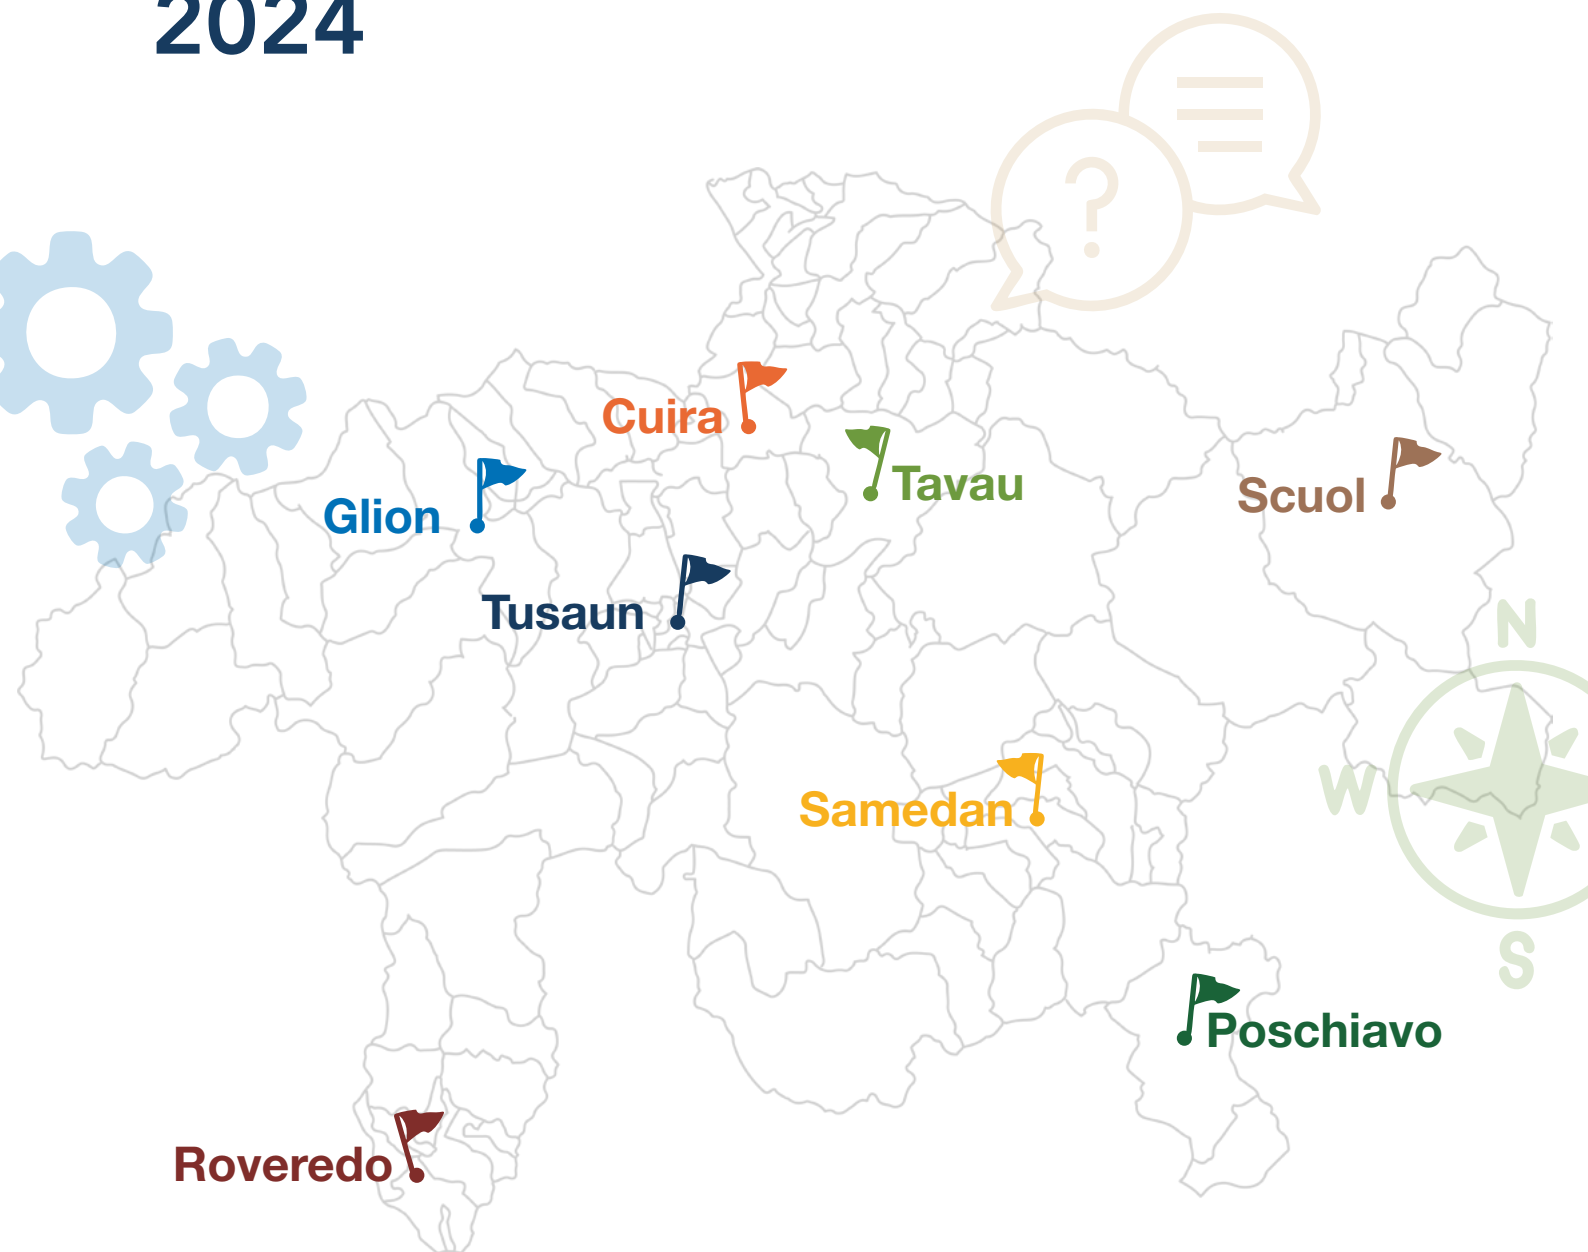 2024
?
Cuira
Tavau
Scuol
Glion
Tusaun
N
W
Samedan
S
Poschiavo
Roveredo